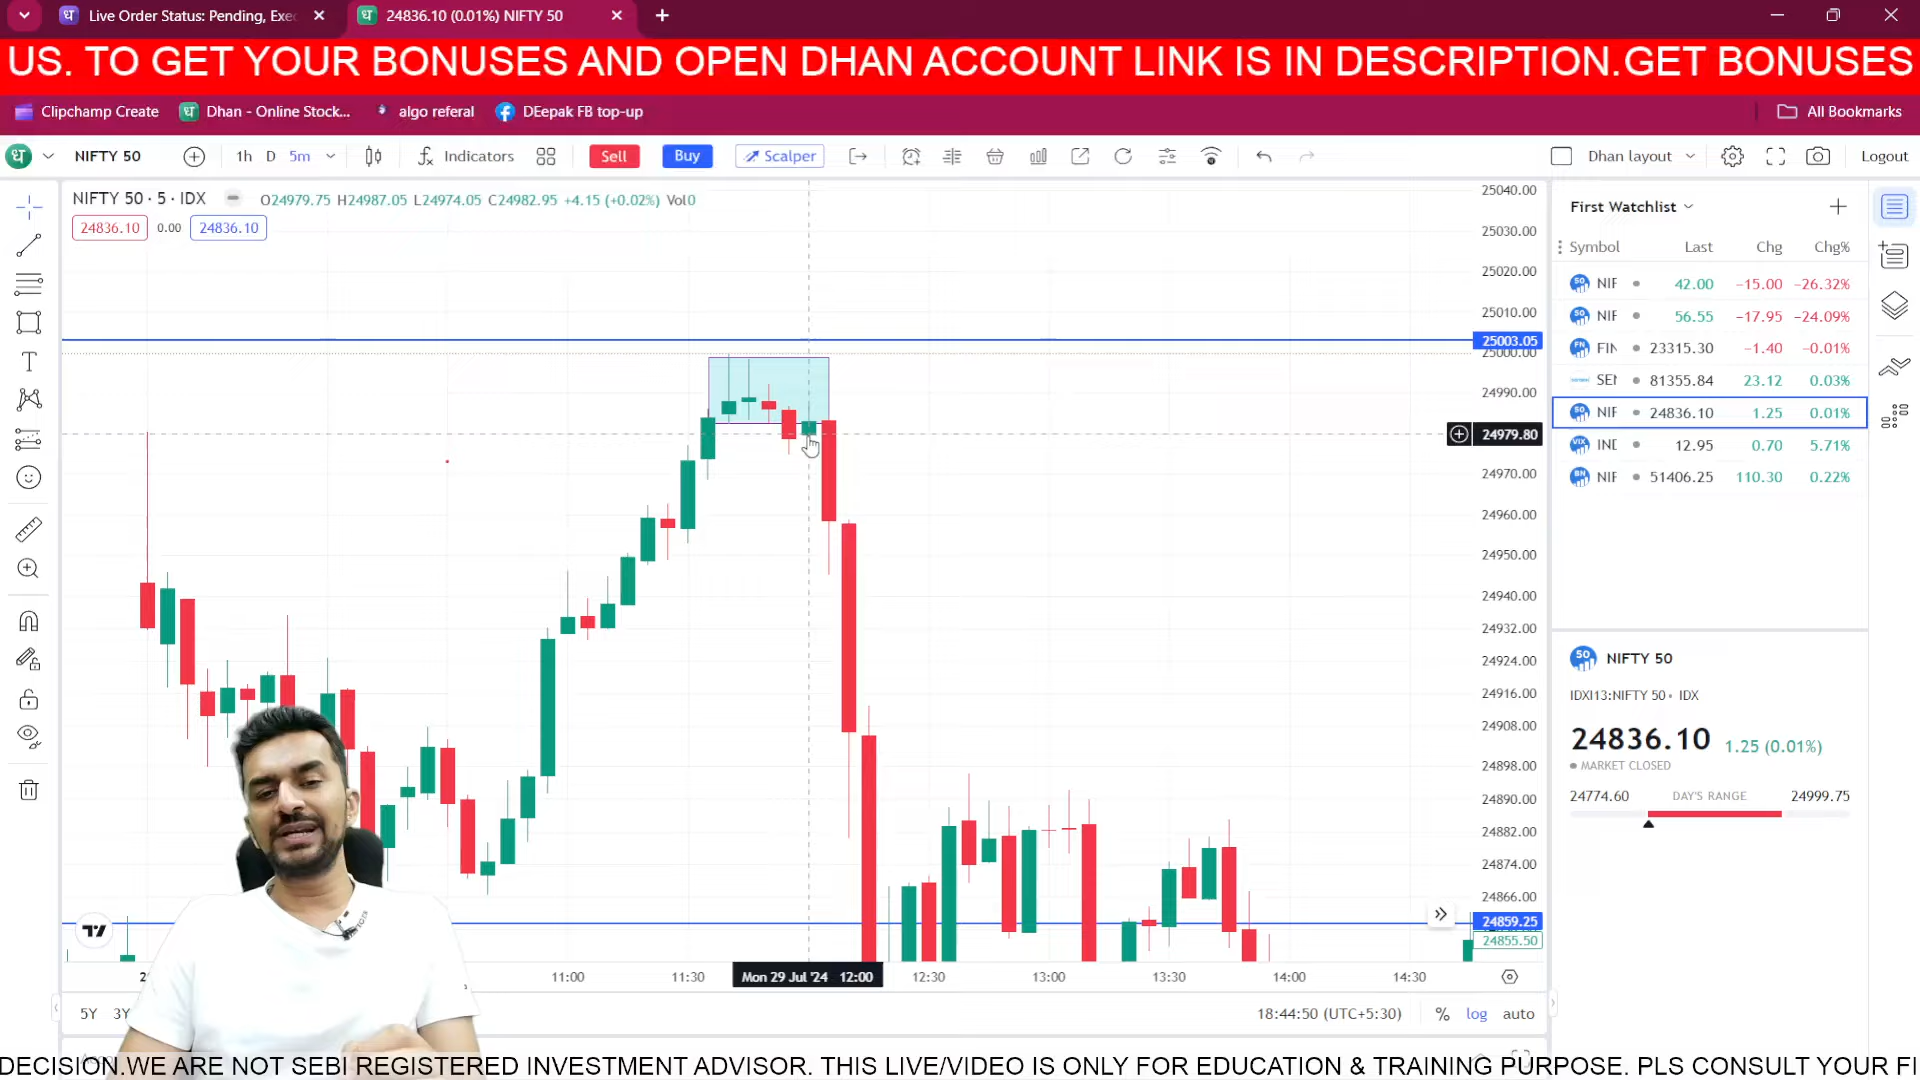 Live Order Status: Pending, Exe
24836.10 (0.01%) NIFTY 50
US. TO GET YOUR BONUSES AND OPEN DHAN ACCOUNT LINK IS IN DESCRIPTION.GET BONUSES
Clipchamp Create
Dhan - Online Stock...
algo referal
DEepak FB top-up
All Bookmarks
NIFTY 50
1h D 5m
Indicators
Sell
Buy
Scalper
Dhan layout
Logout
NIFTY 50 · 5 · IDX
O24979.75 H24987.05 L24974.05 C24982.95 +4.15 (+0.02%) Vol0
24836.10 0.00 24836.10
25040.00
25030.00
25020.00
25010.00
25003.05
25000.00
24990.00
24979.80
24970.00
24960.00
24950.00
24940.00
24932.00
24924.00
24916.00
24908.00
24898.00
24890.00
24882.00
24874.00
24866.00
24859.25
24855.50
11:00
11:30
Mon 29 Jul '24 12:00
12:30
13:00
13:30
14:00
14:30
5Y 3Y
18:44:50 (UTC+5:30)
% log auto
First Watchlist
Symbol Last Chg Chg%
NIF 42.00 −15.00 −26.32%
NIF 56.55 −17.95 −24.09%
FIN 23315.30 −1.40 −0.01%
SEN 81355.84 23.12 0.03%
NIF 24836.10 1.25 0.01%
IND 12.95 0.70 5.71%
NIF 51406.25 110.30 0.22%
50 NIFTY 50
IDXI13:NIFTY 50 · IDX
24836.10 1.25 (0.01%)
MARKET CLOSED
24774.60 DAY'S RANGE 24999.75
DECISION.WE ARE NOT SEBI REGISTERED INVESTMENT ADVISOR. THIS LIVE/VIDEO IS ONLY FOR EDUCATION & TRAINING PURPOSE. PLS CONSULT YOUR FI